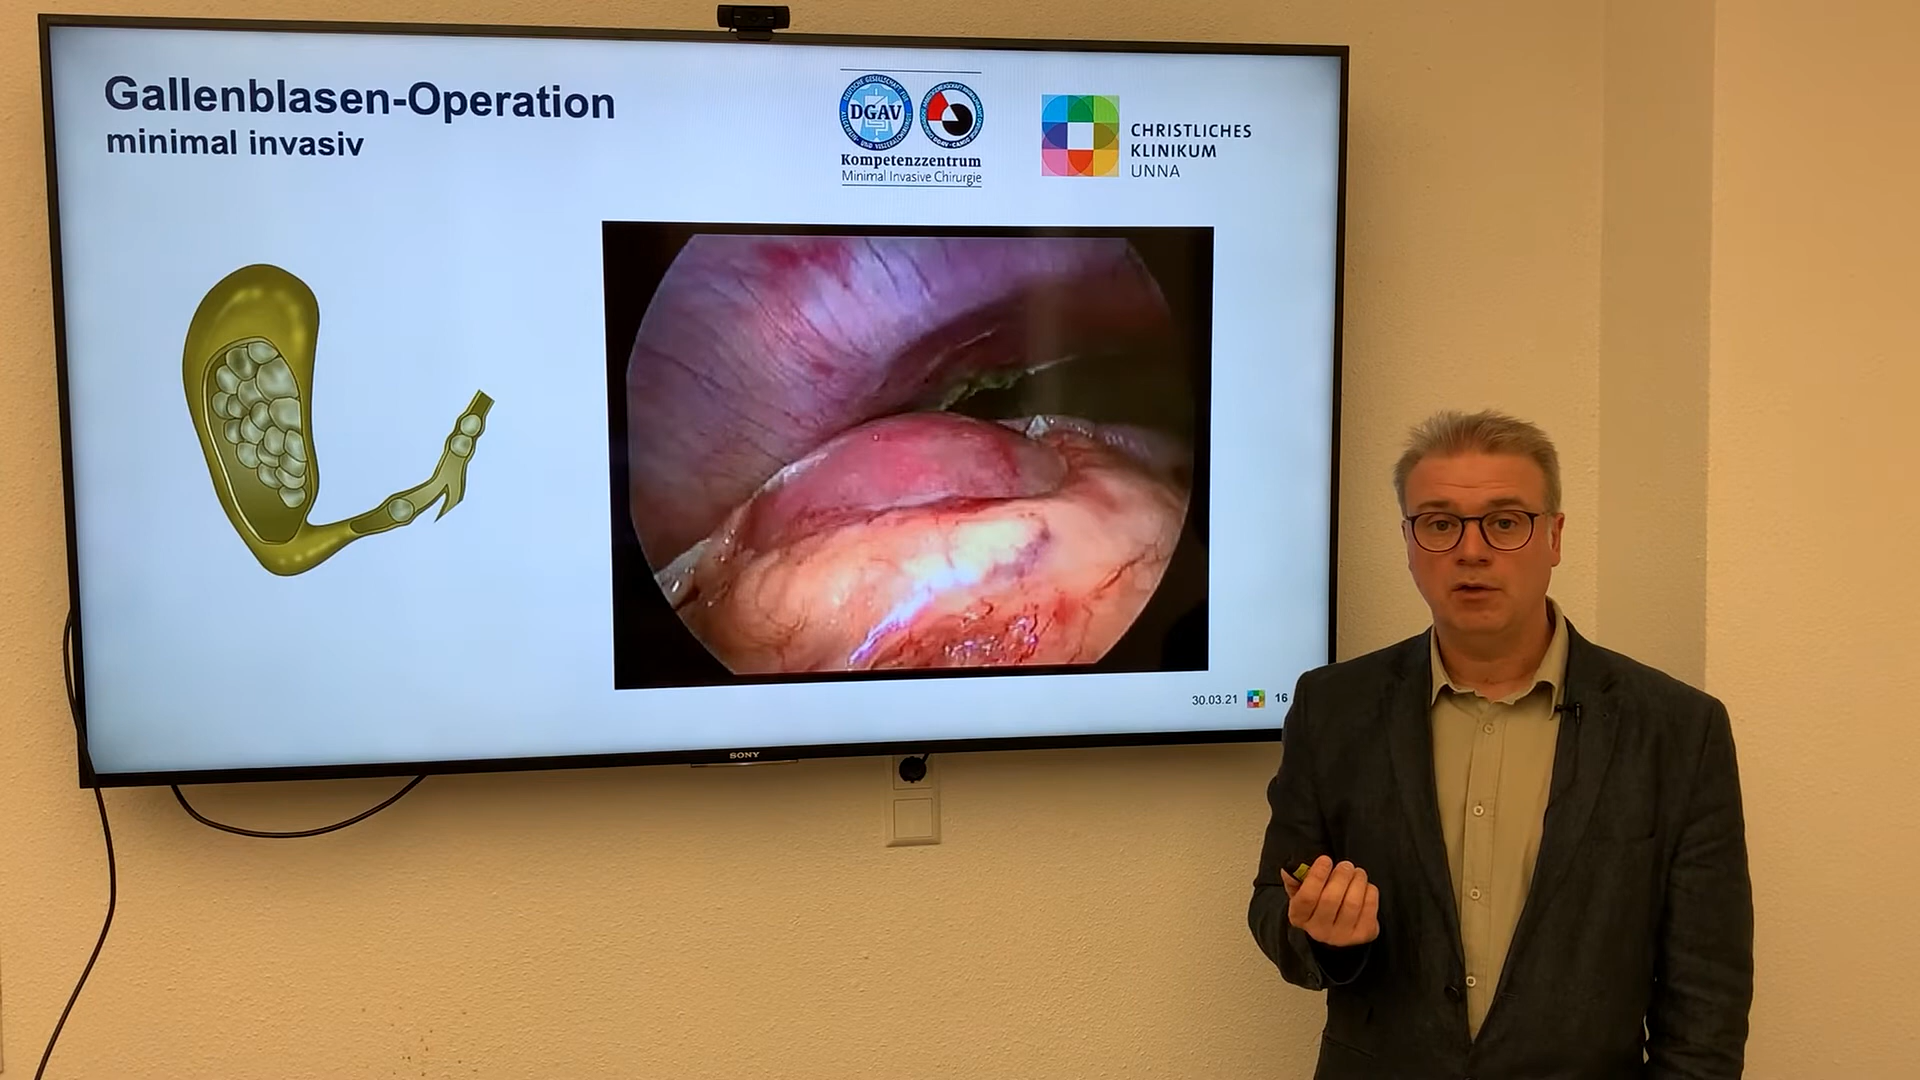 Gallenblasen-Operation
minimal invasiv
DGAV
Kompetenzzentrum
Minimal Invasive Chirurgie
CHRISTLICHES
KLINIKUM
UNNA
30.03.21 16
SONY